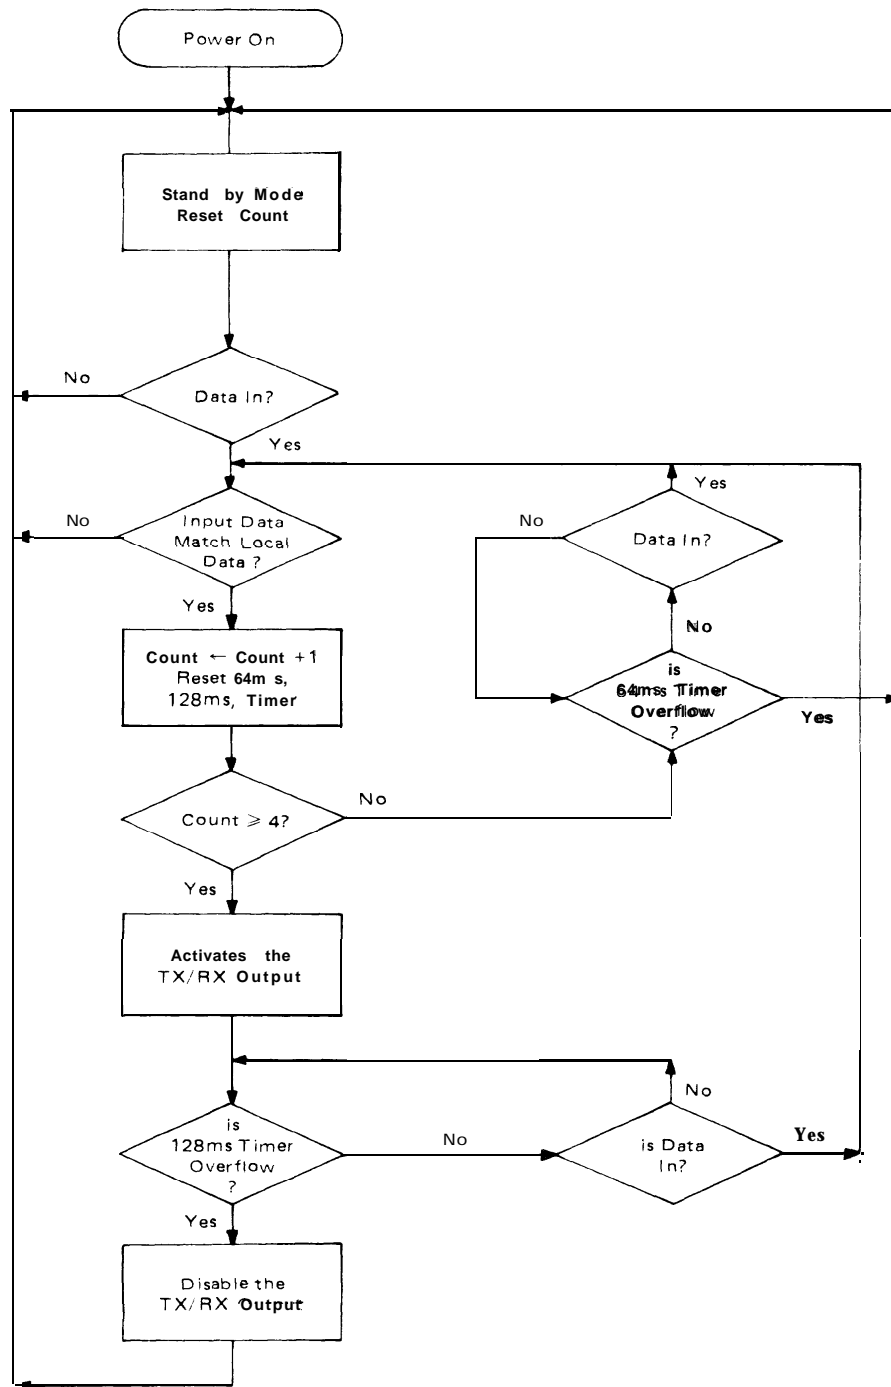 Power On
Stand by Mode
Reset Count
No
Data In?
Yes
Yes
No
Input Data
Match Local
Data ?
No
Data In?
Yes
No
Count ← Count +1
Reset 64m s,
128ms, Timer
is
64ms Timer
Overflow
?
Yes
Count ⩾ 4?
No
Yes
Activates the
TX/RX Output
No
is
128ms Timer
Overflow
?
No
is Data
In?
Yes
Yes
Disable the
TX/RX Output